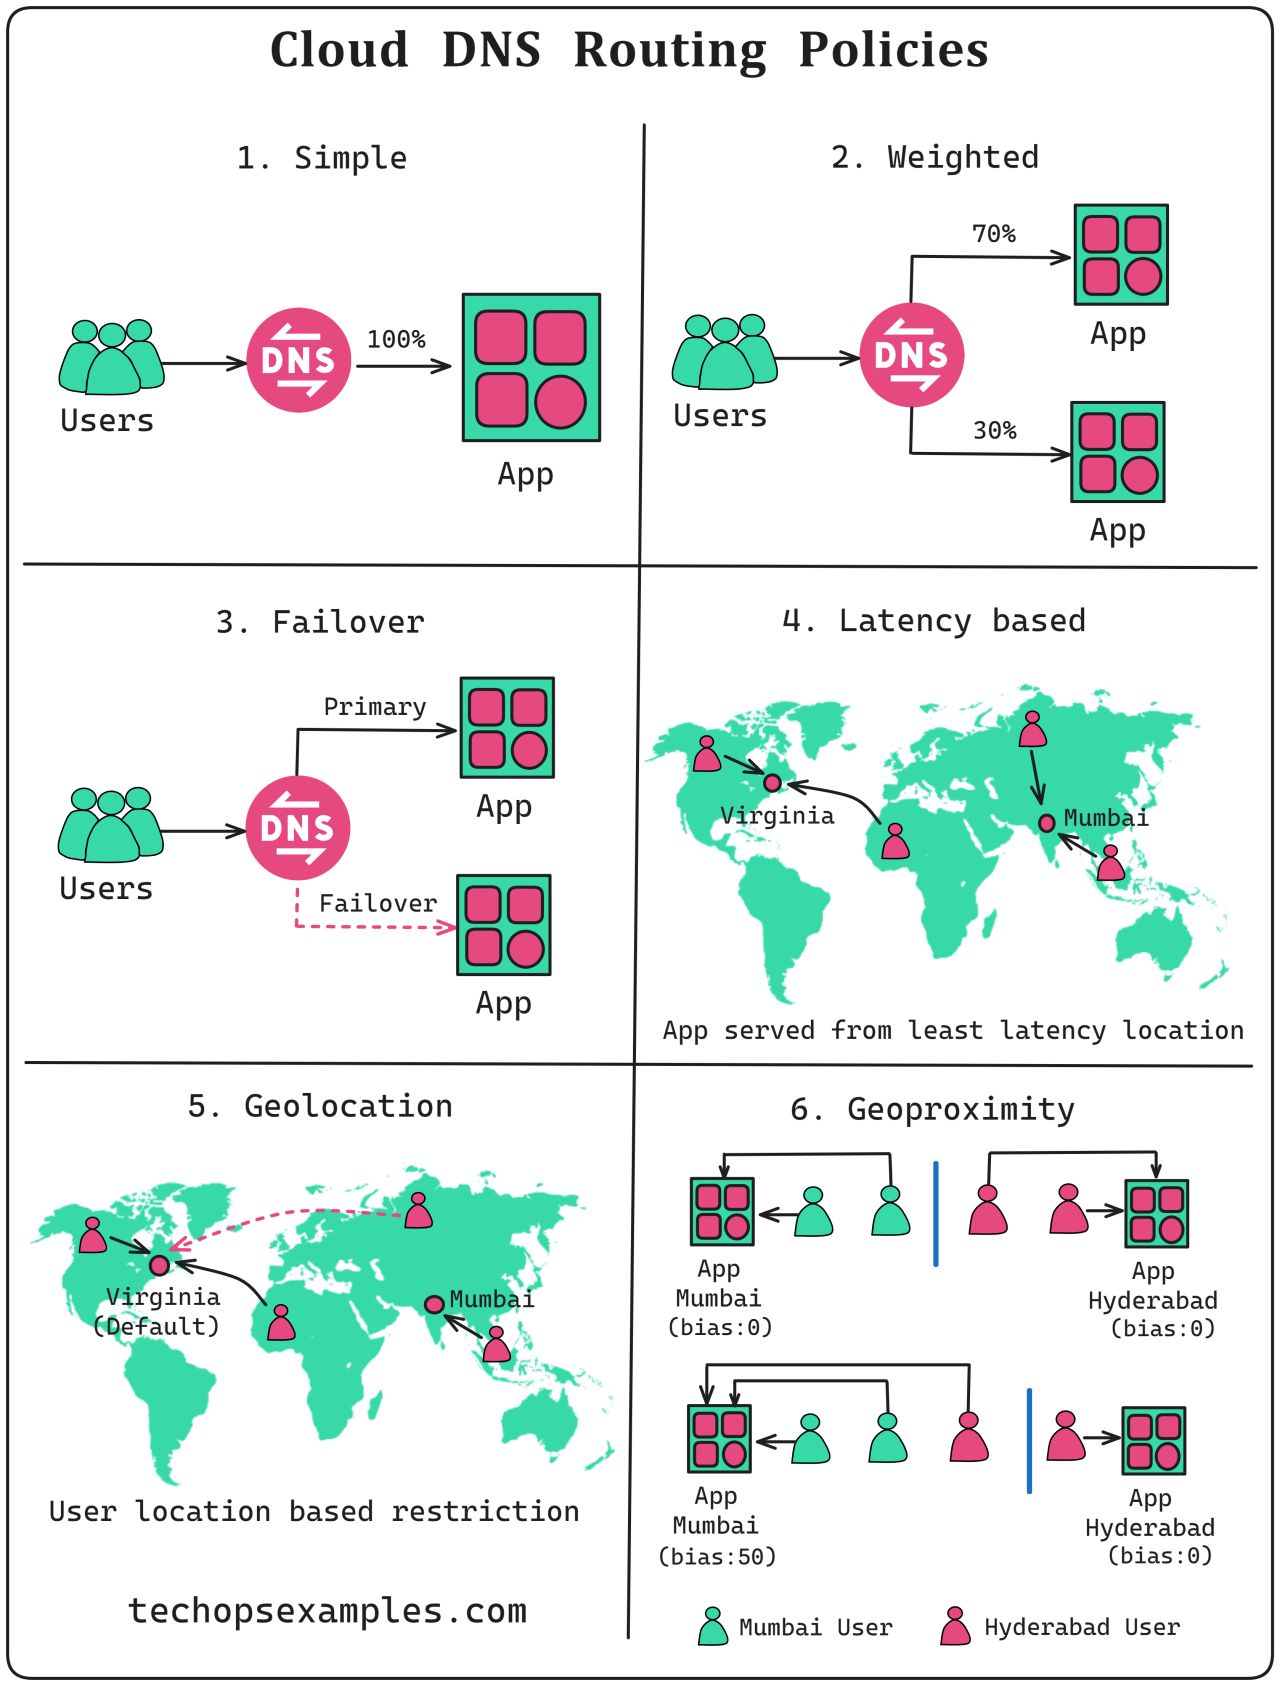 Cloud DNS Routing Policies
1. Simple
DNS
100%
Users
App
2. Weighted
70%
App
DNS
Users
30%
App
3. Failover
Primary
App
DNS
Users
Failover
App
4. Latency based
Virginia
Mumbai
App served from least latency location
5. Geolocation
Virginia
(Default)
Mumbai
User location based restriction
6. Geoproximity
App
Mumbai
(bias:0)
App
Hyderabad
(bias:0)
App
Mumbai
(bias:50)
App
Hyderabad
(bias:0)
Mumbai User
Hyderabad User
techopsexamples.com